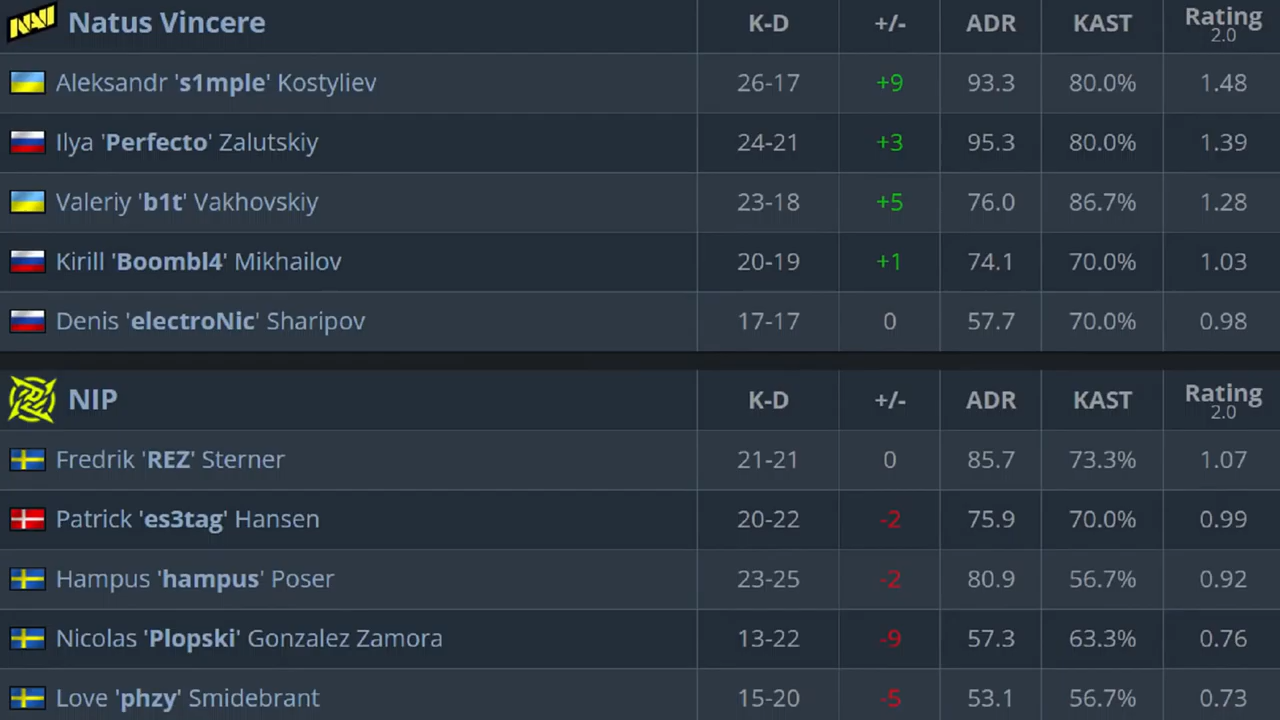 NAVI Natus Vincere K-D +/- ADR KAST Rating 2.0
Aleksandr 's1mple' Kostyliev 26-17 +9 93.3 80.0% 1.48
Ilya 'Perfecto' Zalutskiy 24-21 +3 95.3 80.0% 1.39
Valeriy 'b1t' Vakhovskiy 23-18 +5 76.0 86.7% 1.28
Kirill 'Boombl4' Mikhailov 20-19 +1 74.1 70.0% 1.03
Denis 'electroNic' Sharipov 17-17 0 57.7 70.0% 0.98
NIP K-D +/- ADR KAST Rating 2.0
Fredrik 'REZ' Sterner 21-21 0 85.7 73.3% 1.07
Patrick 'es3tag' Hansen 20-22 -2 75.9 70.0% 0.99
Hampus 'hampus' Poser 23-25 -2 80.9 56.7% 0.92
Nicolas 'Plopski' Gonzalez Zamora 13-22 -9 57.3 63.3% 0.76
Love 'phzy' Smidebrant 15-20 -5 53.1 56.7% 0.73